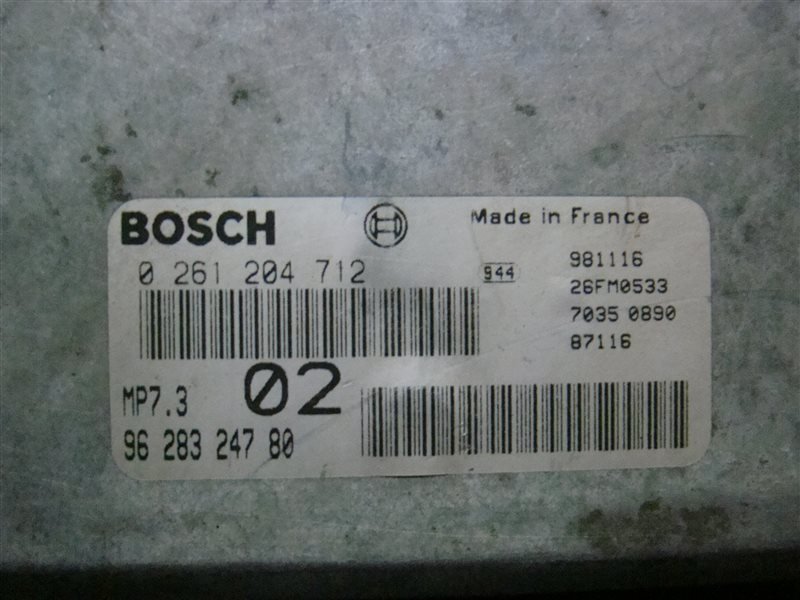 BOSCH
Made in France
0 261 204 712
944
981116
26FM0533
7035 0890
87116
MP7.3
02
96 283 247 80